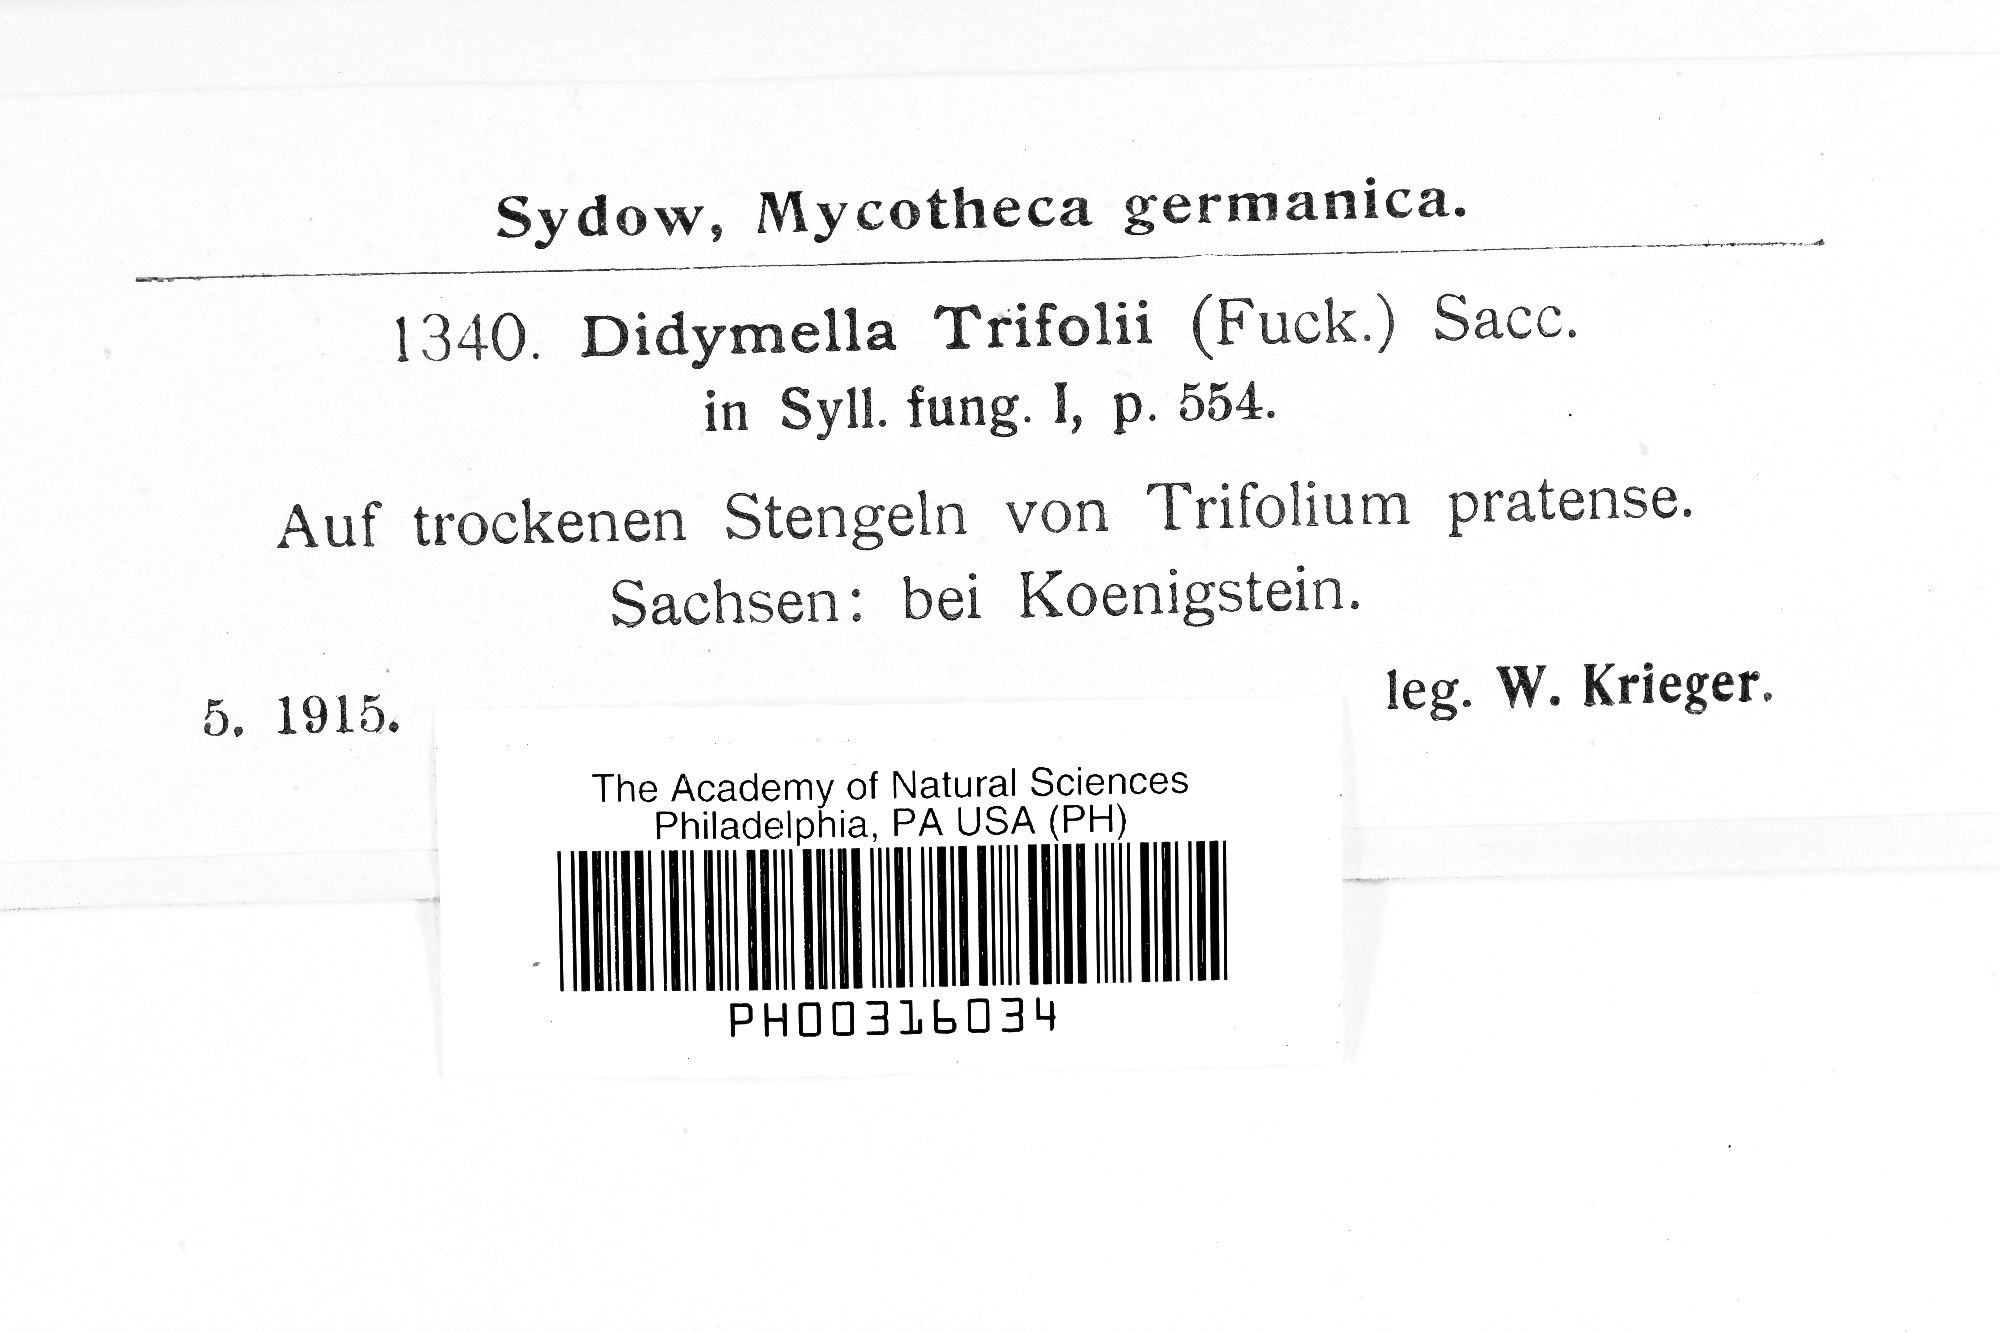 Sydow, Mycotheca germanica.
1340. Didymella Trifolii (Fuck.) Sacc.
in Syll. fung. I, p. 554.
Auf trockenen Stengeln von Trifolium pratense.
Sachsen: bei Koenigstein.
5. 1915.
leg. W. Krieger.
The Academy of Natural Sciences
Philadelphia, PA USA (PH)
PH00316034